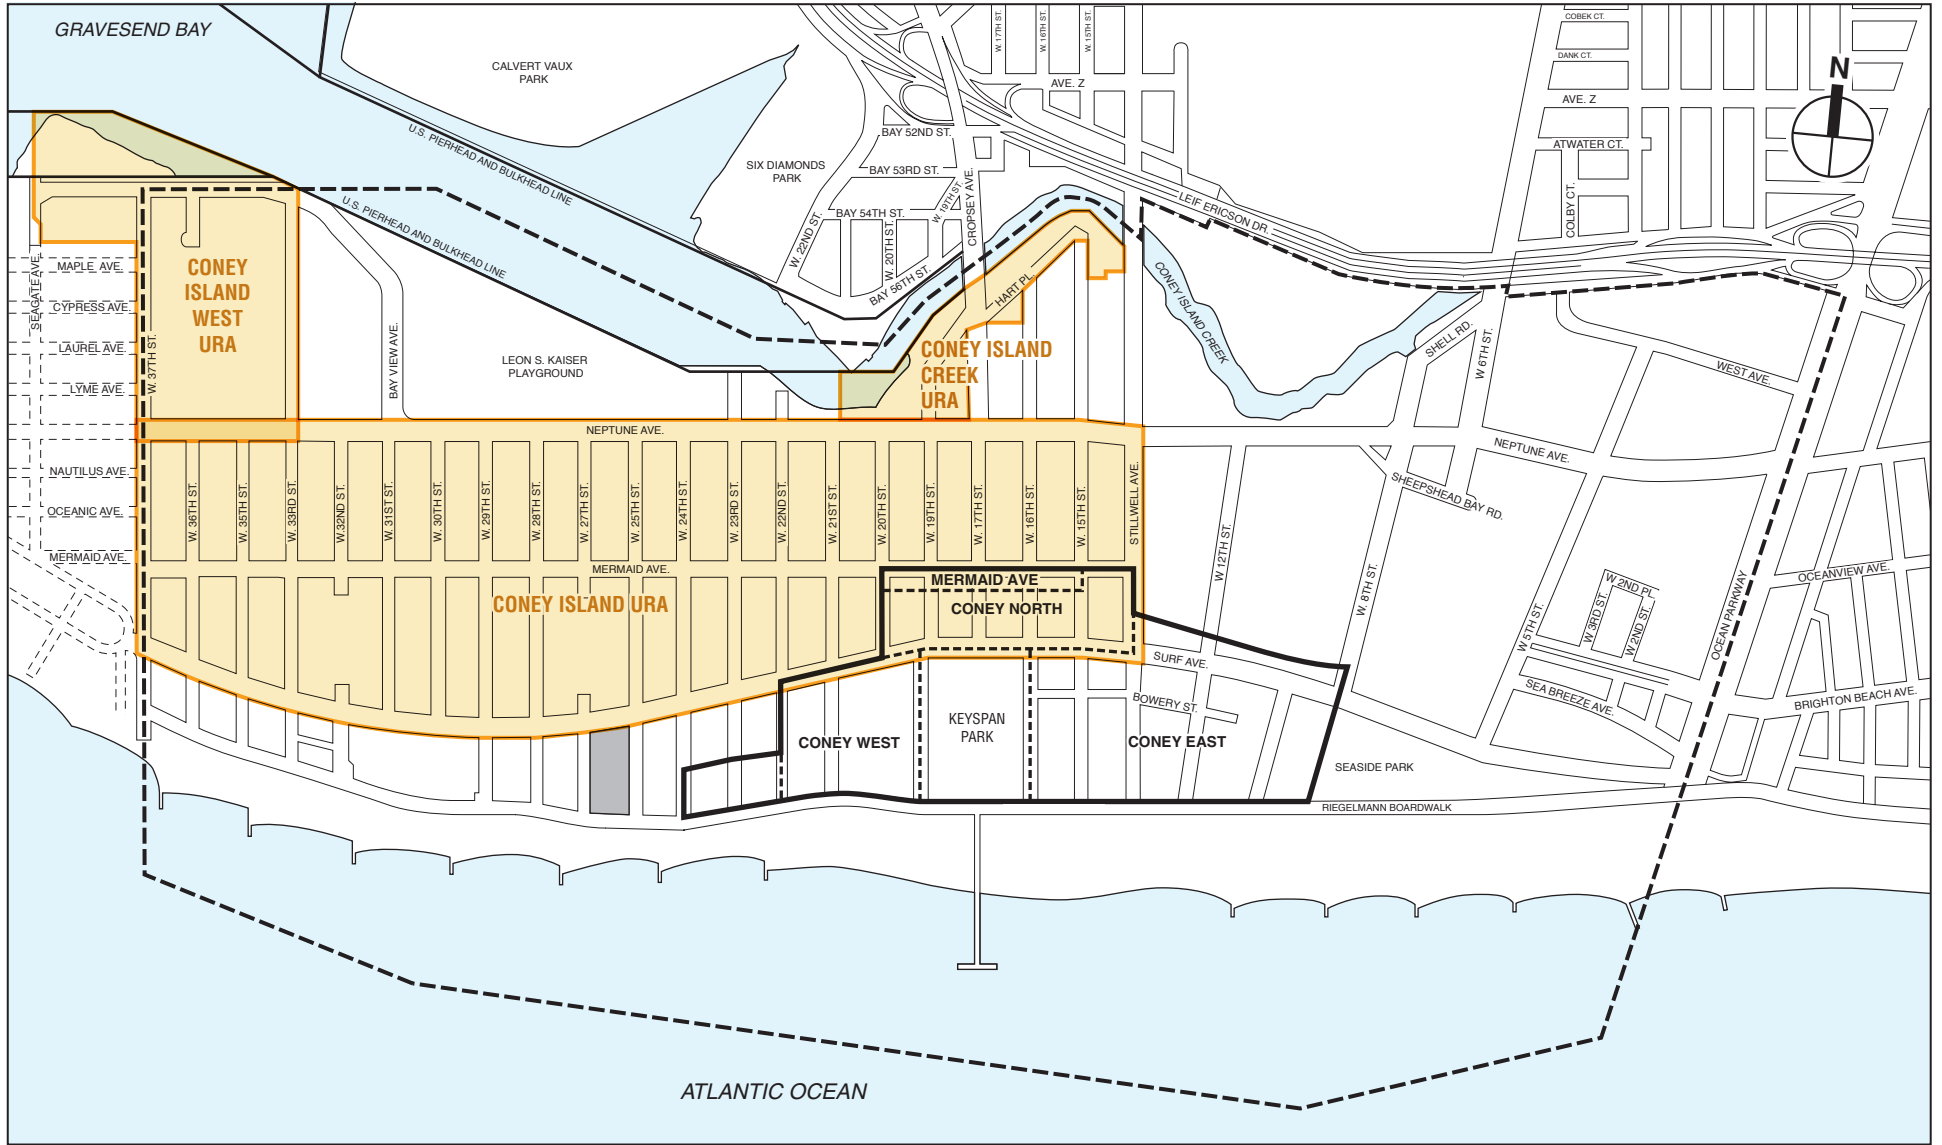 GRAVESEND BAY
CALVERT VAUX
PARK
W. 17TH ST.
W. 16TH ST.
W. 15TH ST.
COBEK CT.
DANK CT.
AVE. Z
AVE. Z
N
BAY 52ND ST.
ATWATER CT.
U.S. PIERHEAD AND BULKHEAD LINE
SIX DIAMONDS
PARK
BAY 53RD ST.
W. 19TH ST.
CROPSEY AVE.
LEIF ERICSON DR.
COLBY CT.
U.S. PIERHEAD AND BULKHEAD LINE
W. 22ND ST.
BAY 54TH ST.
W. 20TH ST.
BAY 56TH ST.
HART PL.
CONEY ISLAND CREEK
SEAGATE AVE.
MAPLE AVE.
CYPRESS AVE.
LAUREL AVE.
LYME AVE.
W. 37TH ST.
CONEY
ISLAND
WEST
URA
BAY VIEW AVE.
LEON S. KAISER
PLAYGROUND
CONEY ISLAND
CREEK
URA
SHELL RD.
W 6TH ST.
WEST AVE.
NEPTUNE AVE.
NEPTUNE AVE.
NAUTILUS AVE.
OCEANIC AVE.
MERMAID AVE.
W. 36TH ST.
W. 35TH ST.
W. 33RD ST.
W.32ND ST.
W. 31ST ST.
W. 30TH ST.
W. 29TH ST.
W. 28TH ST.
W. 27TH ST.
W. 25TH ST.
W. 24TH ST.
W. 23RD ST.
W. 22ND ST.
W. 21ST ST.
W. 20TH ST.
W. 19TH ST.
W. 17TH ST.
W. 16TH ST.
W. 15TH ST.
STILLWELL AVE.
W 12TH ST.
SHEEPSHEAD BAY RD.
W. 8TH ST.
MERMAID AVE.
MERMAID AVE
CONEY NORTH
CONEY ISLAND URA
W 5TH ST.
W 2ND PL.
W 3RD ST.
W 2ND ST.
OCEAN PARKWAY
OCEANVIEW AVE.
SURF AVE.
BOWERY ST.
SEA BREEZE AVE.
BRIGHTON BEACH AVE.
CONEY WEST
KEYSPAN
PARK
CONEY EAST
SEASIDE PARK
RIEGELMANN BOARDWALK
ATLANTIC OCEAN